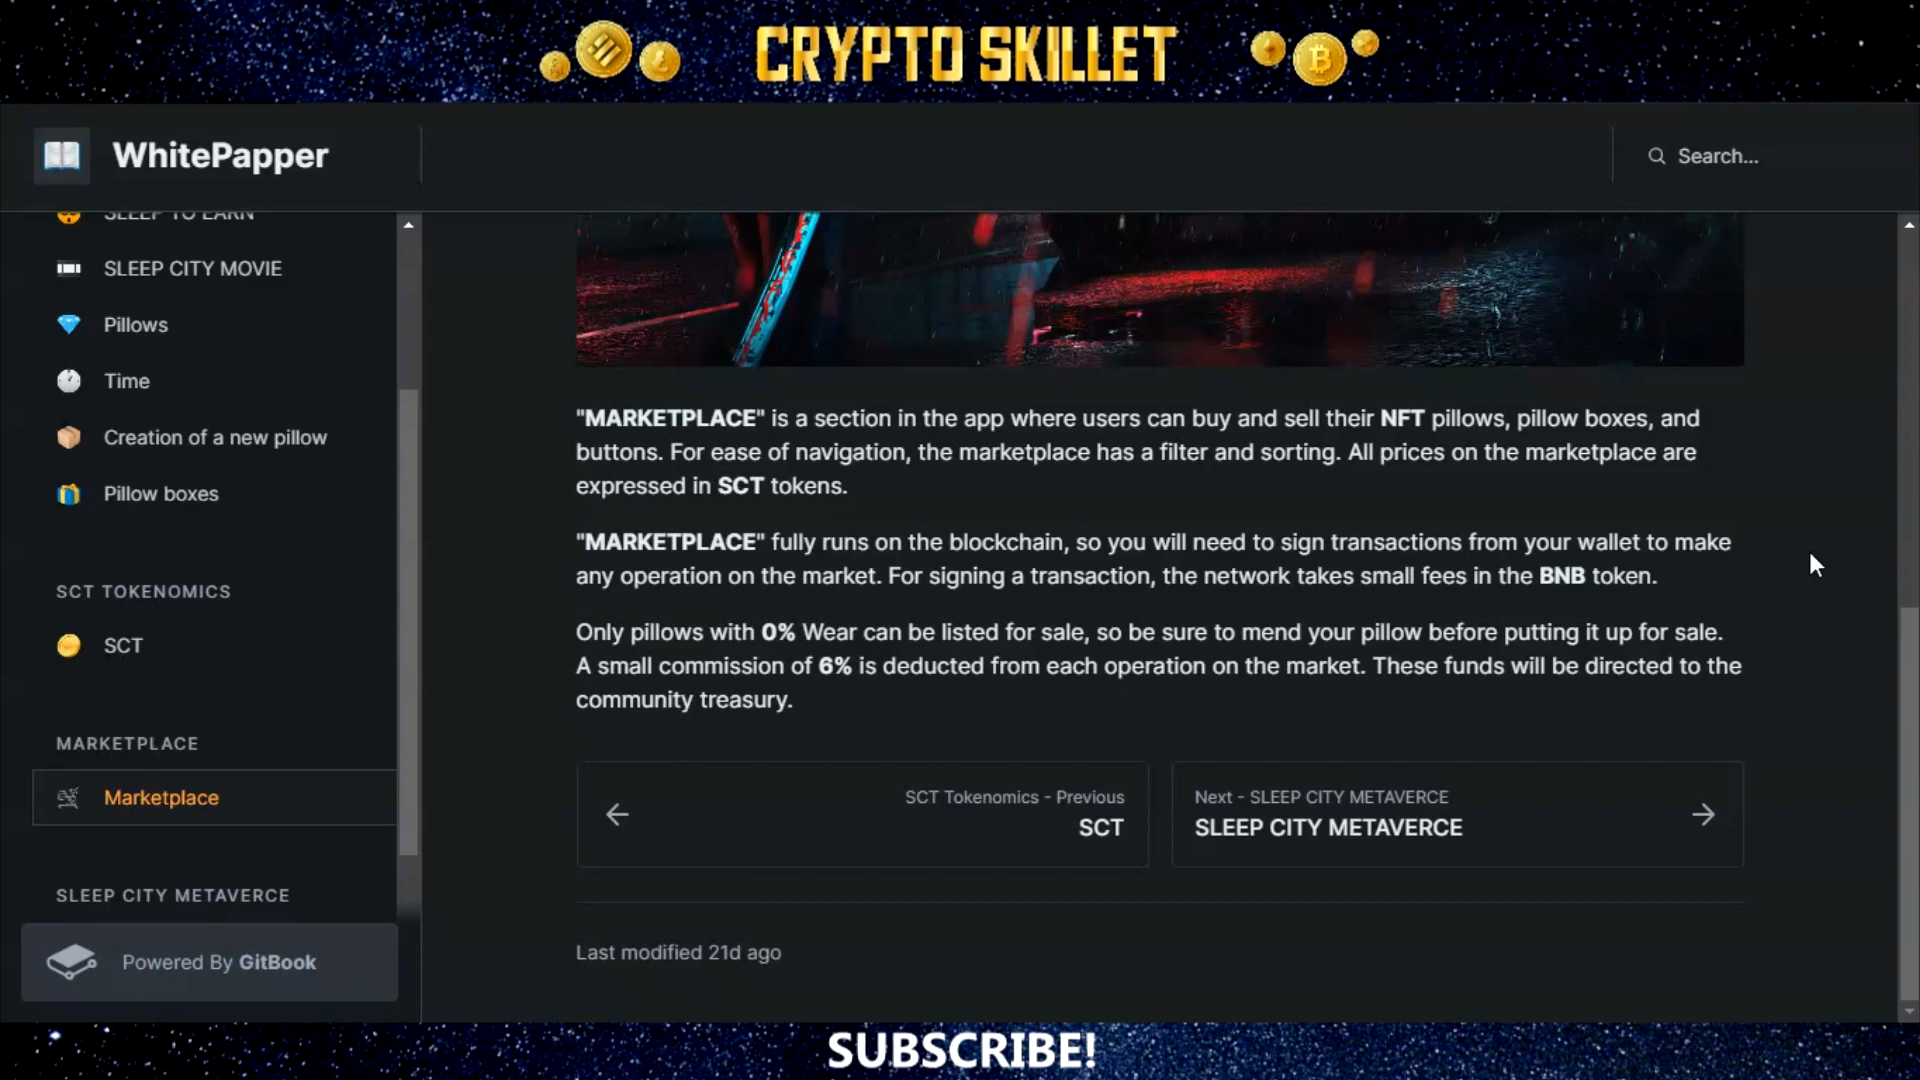 CRYPTO SKILLET
WhitePapper
Search...
SLEEP TO EARN
SLEEP CITY MOVIE
Pillows
Time
Creation of a new pillow
Pillow boxes
SCT TOKENOMICS
SCT
MARKETPLACE
Marketplace
SLEEP CITY METAVERCE
Powered By GitBook
"MARKETPLACE" is a section in the app where users can buy and sell their NFT pillows, pillow boxes, and
buttons. For ease of navigation, the marketplace has a filter and sorting. All prices on the marketplace are
expressed in SCT tokens.
"MARKETPLACE" fully runs on the blockchain, so you will need to sign transactions from your wallet to make
any operation on the market. For signing a transaction, the network takes small fees in the BNB token.
Only pillows with 0% Wear can be listed for sale, so be sure to mend your pillow before putting it up for sale.
A small commission of 6% is deducted from each operation on the market. These funds will be directed to the
community treasury.
SCT Tokenomics - Previous
SCT
Next - SLEEP CITY METAVERCE
SLEEP CITY METAVERCE
Last modified 21d ago
SUBSCRIBE!